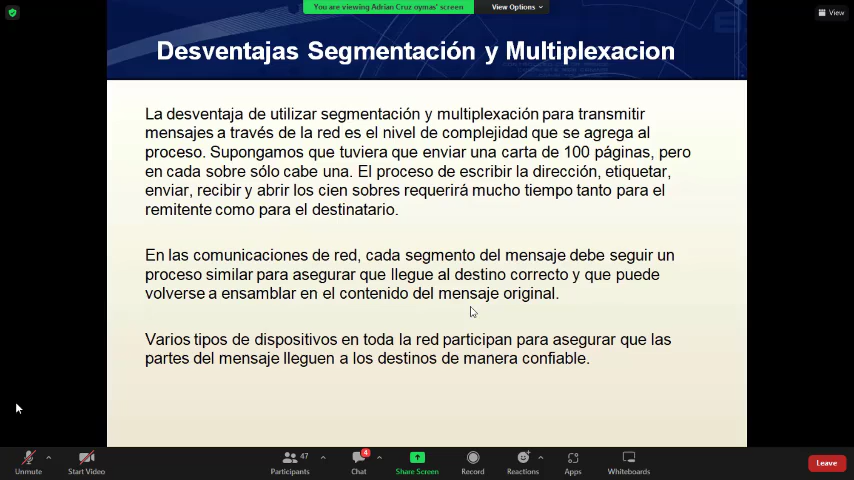 You are viewing Adrian Cruz oymas' screen
View Options
View
Desventajas Segmentación y Multiplexacion
La desventaja de utilizar segmentación y multiplexación para transmitir
mensajes a través de la red es el nivel de complejidad que se agrega al
proceso. Supongamos que tuviera que enviar una carta de 100 páginas, pero
en cada sobre sólo cabe una. El proceso de escribir la dirección, etiquetar,
enviar, recibir y abrir los cien sobres requerirá mucho tiempo tanto para el
remitente como para el destinatario.
En las comunicaciones de red, cada segmento del mensaje debe seguir un
proceso similar para asegurar que llegue al destino correcto y que puede
volverse a ensamblar en el contenido del mensaje original.
Varios tipos de dispositivos en toda la red participan para asegurar que las
partes del mensaje lleguen a los destinos de manera confiable.
47
4
Unmute
Start Video
Participants
Chat
Share Screen
Record
Reactions
Apps
Whiteboards
Leave